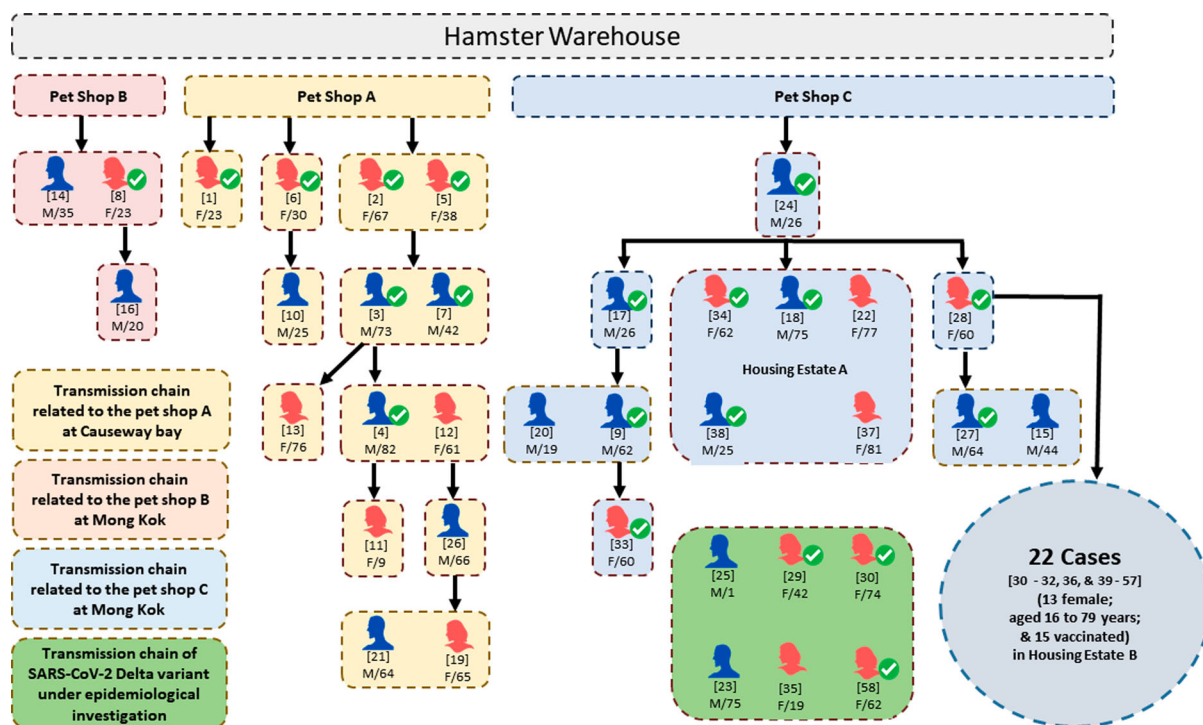 Hamster Warehouse
Pet Shop B
Pet Shop A
Pet Shop C
[14]
M/35
[8]
F/23
[1]
F/23
[6]
F/30
[2]
F/67
[5]
F/38
[24]
M/26
[16]
M/20
[10]
M/25
[3]
M/73
[7]
M/42
[17]
M/26
[34]
F/62
[18]
M/75
[22]
F/77
[28]
F/60
Housing Estate A
[38]
M/25
[37]
F/81
[13]
F/76
[4]
M/82
[12]
F/61
[20]
M/19
[9]
M/62
[27]
M/64
[15]
M/44
[11]
F/9
[26]
M/66
[33]
F/60
[21]
M/64
[19]
F/65
[25]
M/1
[29]
F/42
[30]
F/74
[23]
M/75
[35]
F/19
[58]
F/62
22 Cases
[30 - 32, 36, & 39 - 57]
(13 female;
aged 16 to 79 years;
& 15 vaccinated)
in Housing Estate B
Transmission chain
related to the pet shop A
at Causeway bay
Transmission chain
related to the pet shop B
at Mong Kok
Transmission chain
related to the pet shop C
at Mong Kok
Transmission chain of
SARS-CoV-2 Delta variant
under epidemiological
investigation